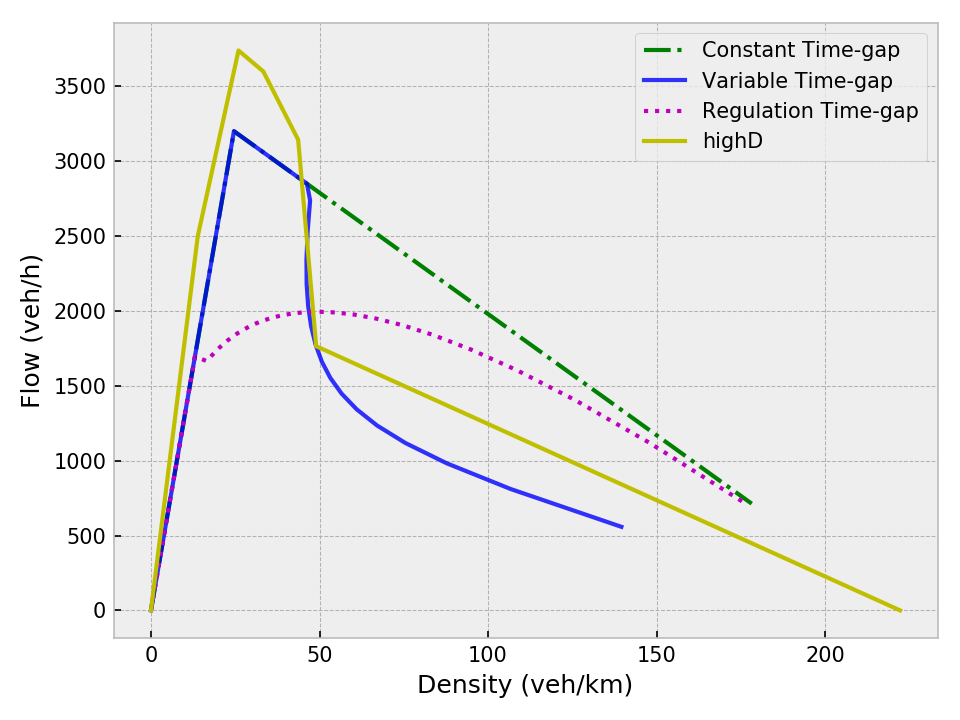 Constant Time-gap
Variable Time-gap
Regulation Time-gap
highD
Flow (veh/h)
3500
3000
2500
2000
1500
1000
500
0
0 50 100 150 200
Density (veh/km)